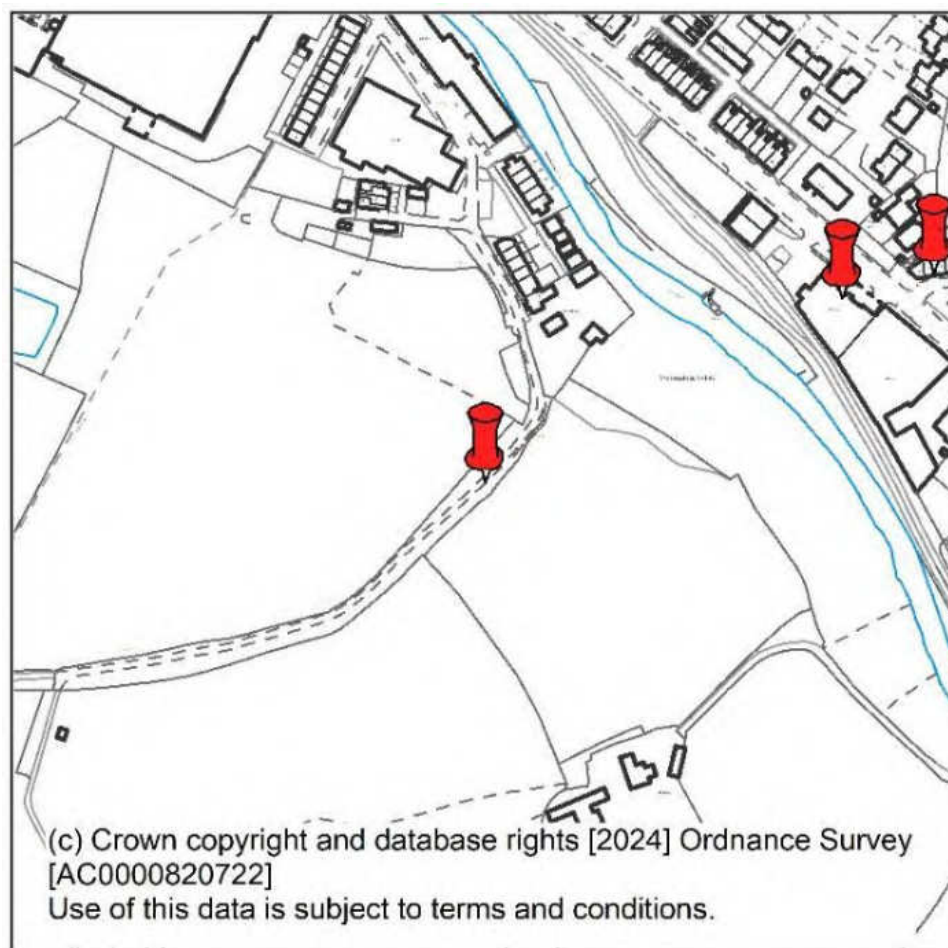 (c) Crown copyright and database rights [2024] Ordnance Survey
[AC0000820722]
Use of this data is subject to terms and conditions.